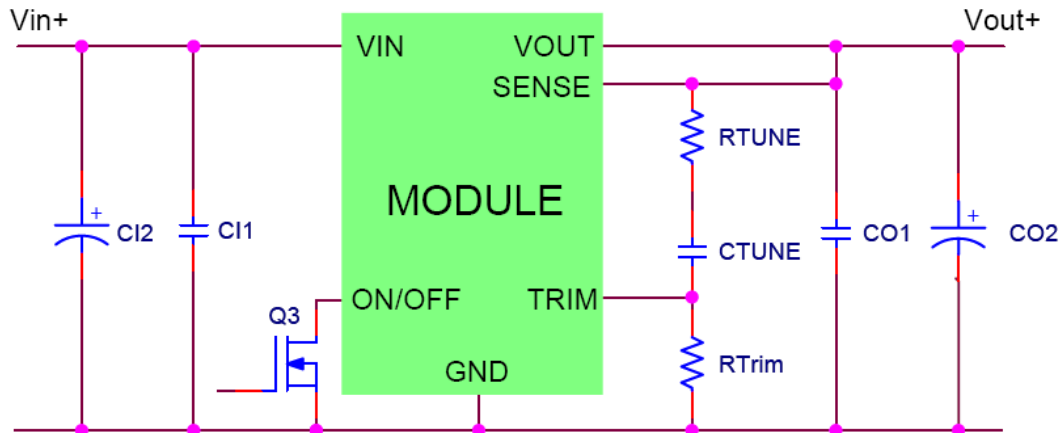 Vin+
Vout+
VIN
VOUT
SENSE
RTUNE
MODULE
CI2
CI1
CTUNE
CO1
CO2
ON/OFF
TRIM
Q3
RTrim
GND
+
+